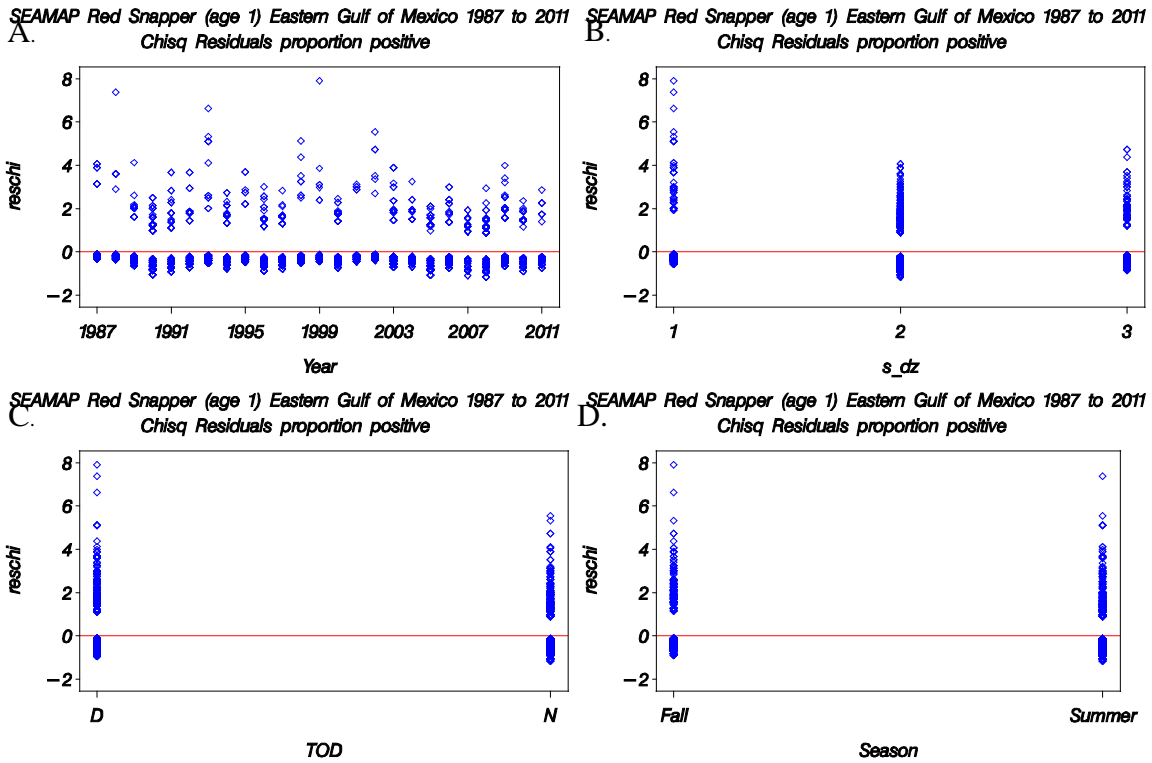 SEAMAP Red Snapper (age 1) Eastern Gulf of Mexico 1987 to 2011
A.
Chisq Residuals proportion positive
reschi
8
6
4
2
0
−2
1987 1991 1995 1999 2003 2007 2011
Year
SEAMAP Red Snapper (age 1) Eastern Gulf of Mexico 1987 to 2011
B.
Chisq Residuals proportion positive
reschi
8
6
4
2
0
−2
1 2 3
s_dz
SEAMAP Red Snapper (age 1) Eastern Gulf of Mexico 1987 to 2011
C.
Chisq Residuals proportion positive
reschi
8
6
4
2
0
−2
D N
TOD
SEAMAP Red Snapper (age 1) Eastern Gulf of Mexico 1987 to 2011
D.
Chisq Residuals proportion positive
reschi
8
6
4
2
0
−2
Fall Summer
Season